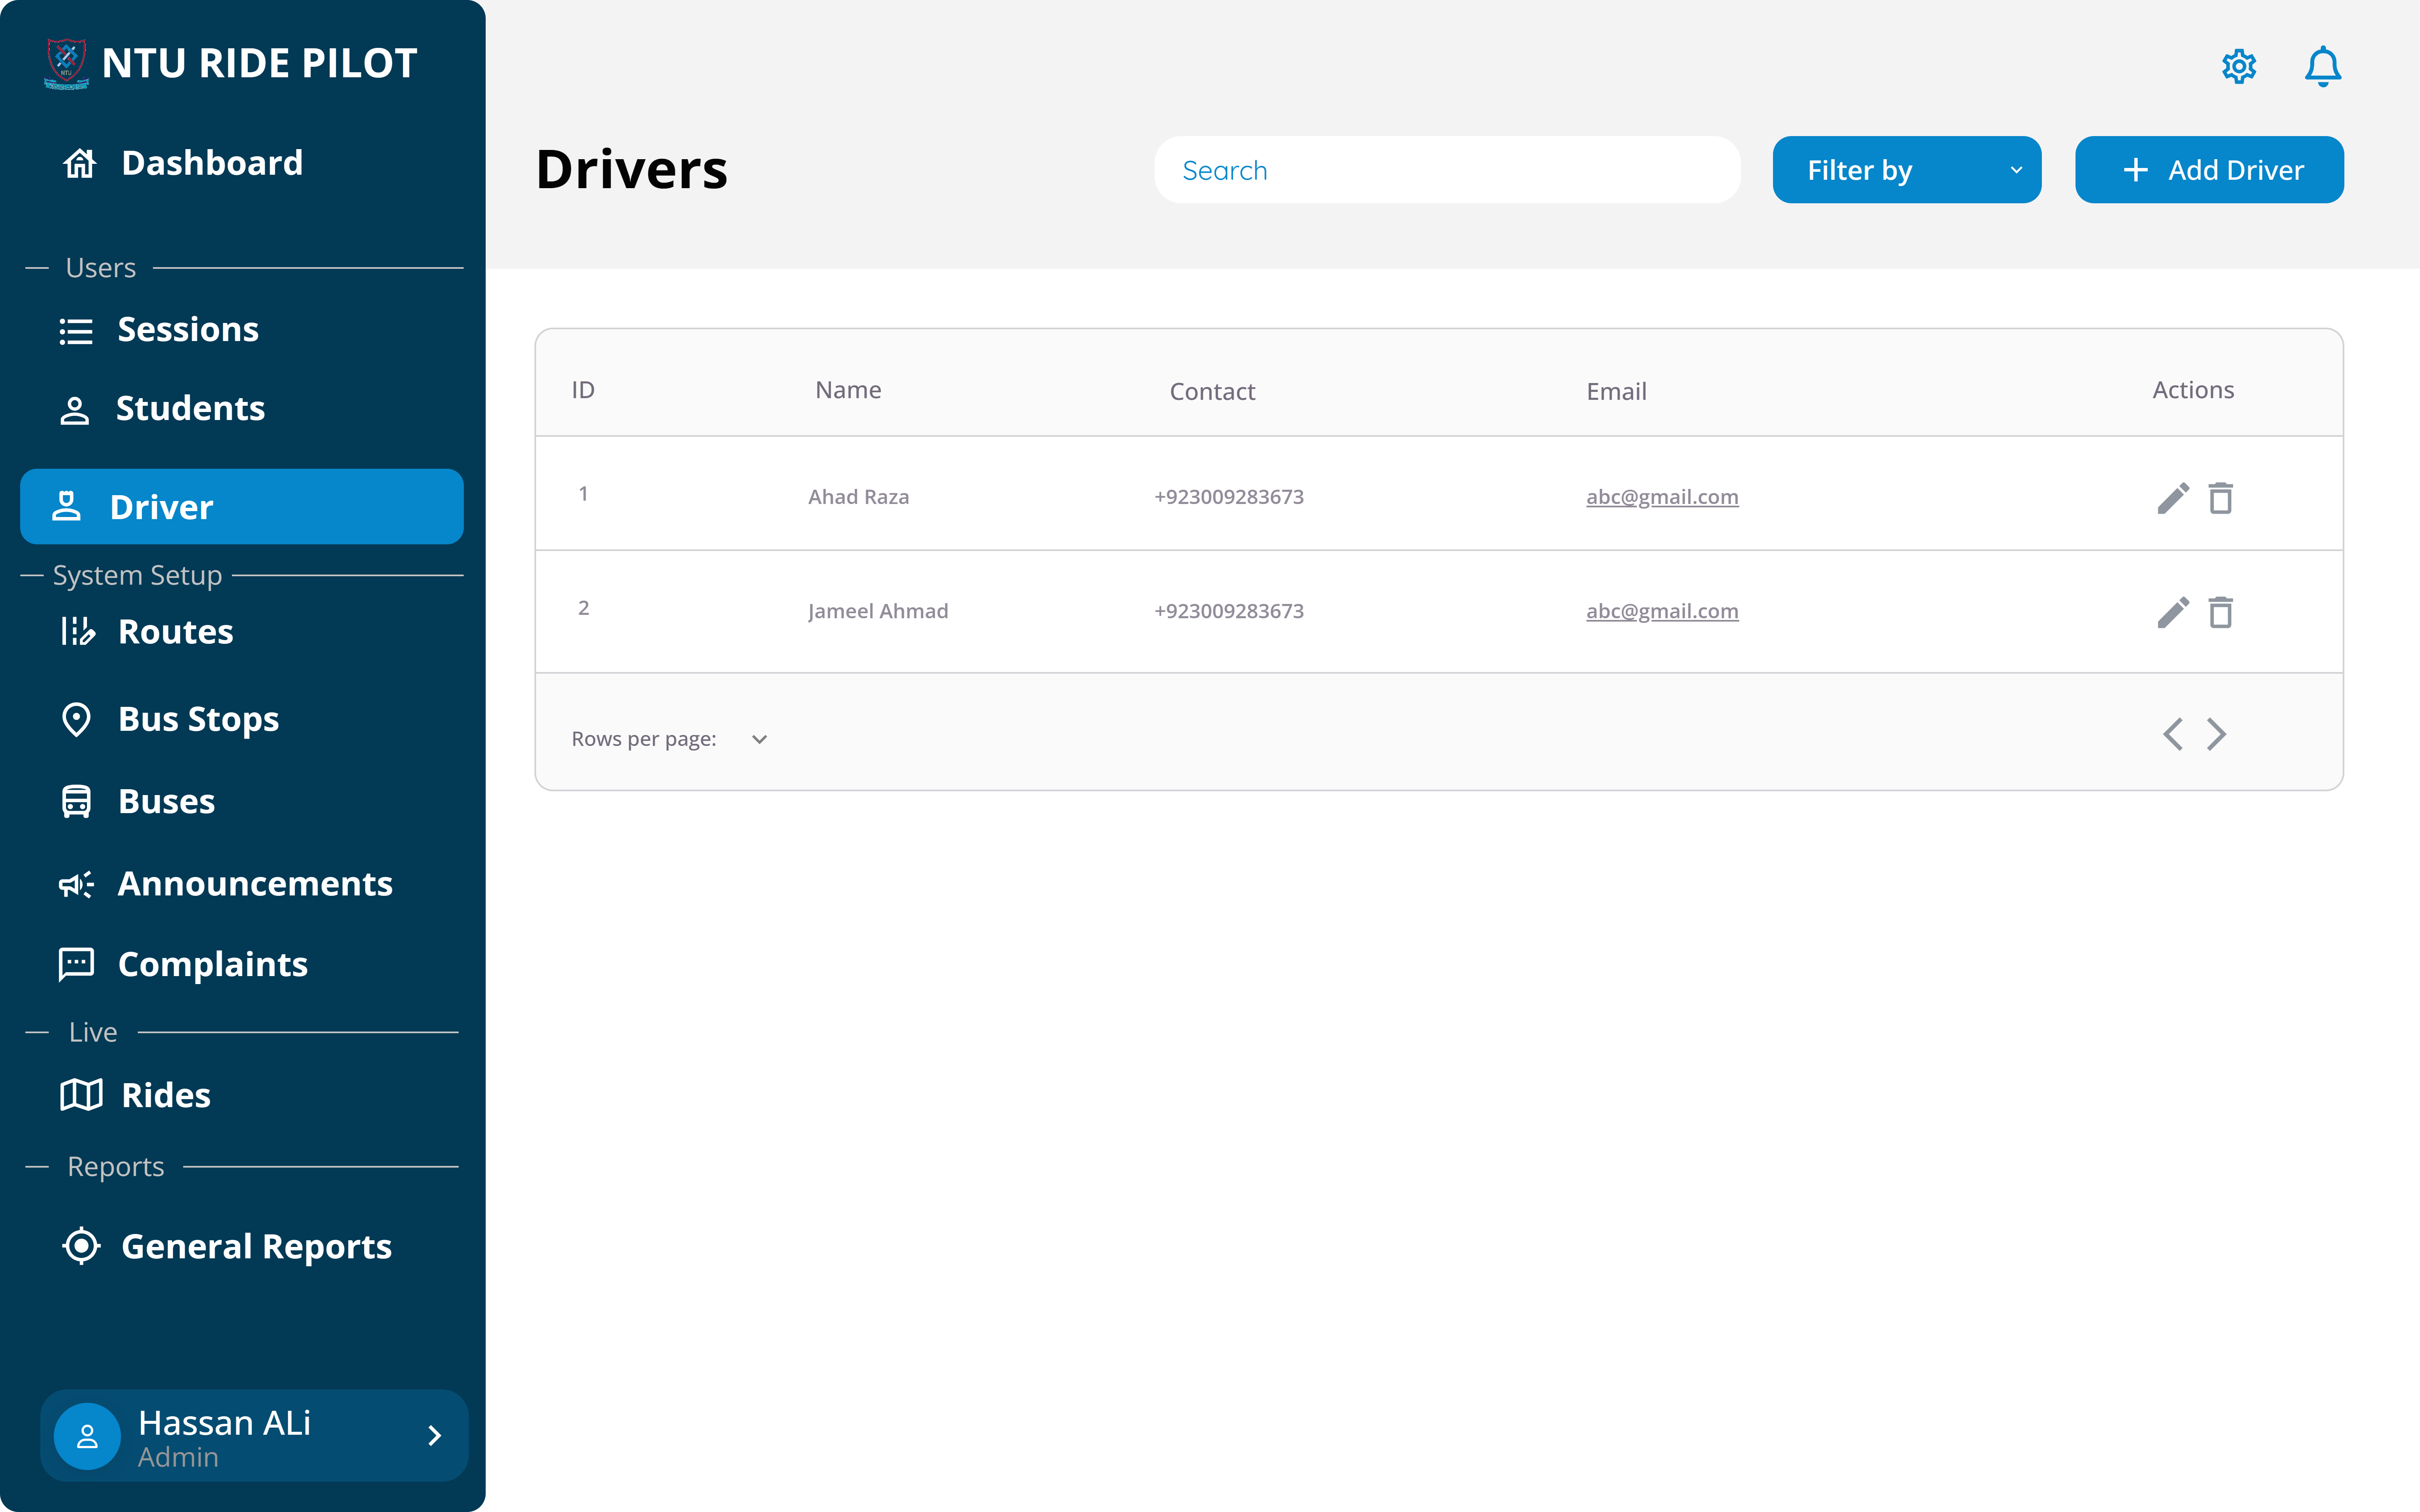 NTU RIDE PILOT
Dashboard
Users
Sessions
Students
Driver
System Setup
Routes
Bus Stops
Buses
Announcements
Complaints
Live
Rides
Reports
General Reports
Hassan ALi
Admin
Drivers
Search
Filter by
Add Driver
ID Name Contact Email Actions
1 Ahad Raza +923009283673 abc@gmail.com
2 Jameel Ahmad +923009283673 abc@gmail.com
Rows per page: